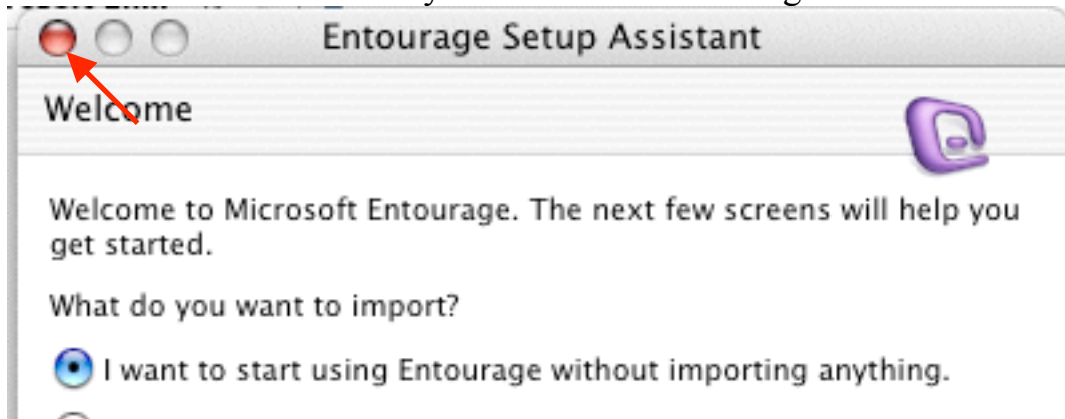 Entourage Setup Assistant
Welcome
Welcome to Microsoft Entourage. The next few screens will help you
get started.
What do you want to import?
I want to start using Entourage without importing anything.